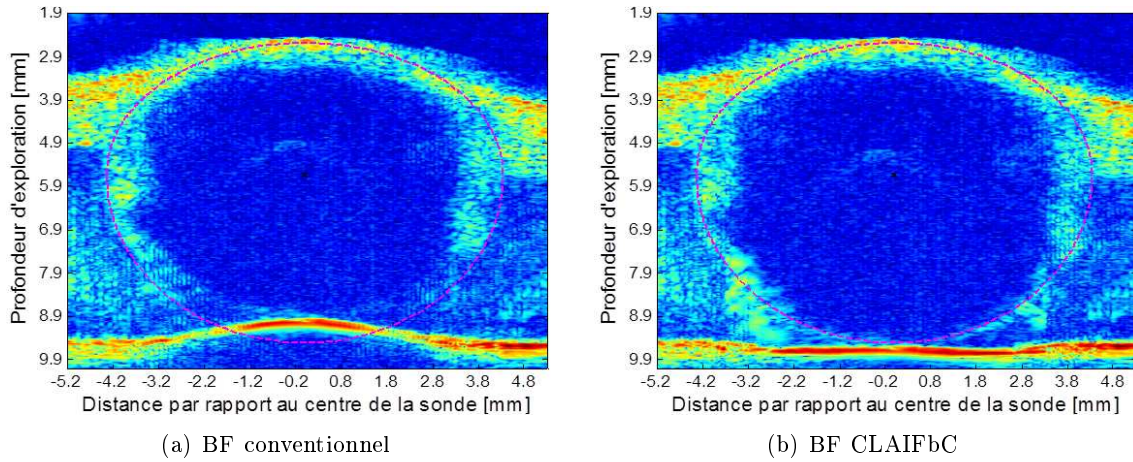 1.9
2.9
3.9
4.9
5.9
6.9
7.9
8.9
9.9
Profondeur d'exploration [mm]
-5.2 -4.2 -3.2 -2.2 -1.2 -0.2 0.8 1.8 2.8 3.8 4.8
Distance par rapport au centre de la sonde [mm]
(a) BF conventionnel
1.9
2.9
3.9
4.9
5.9
6.9
7.9
8.9
9.9
Profondeur d'exploration [mm]
-5.2 -4.2 -3.2 -2.2 -1.2 -0.2 0.8 1.8 2.8 3.8 4.8
Distance par rapport au centre de la sonde [mm]
(b) BF CLAIFbC